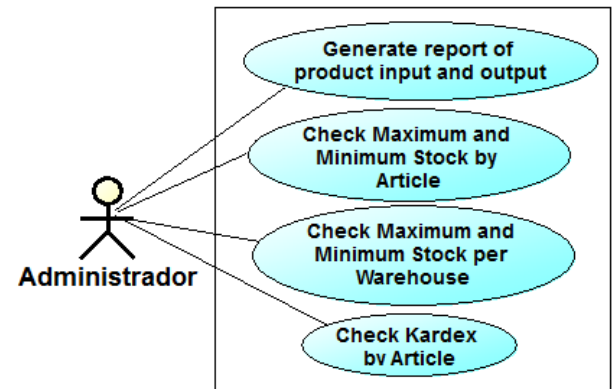 Generate report of
product input and output
Check Maximum and
Minimum Stock by
Article
Check Maximum and
Minimum Stock per
Warehouse
Administrador
Check Kardex
by Article